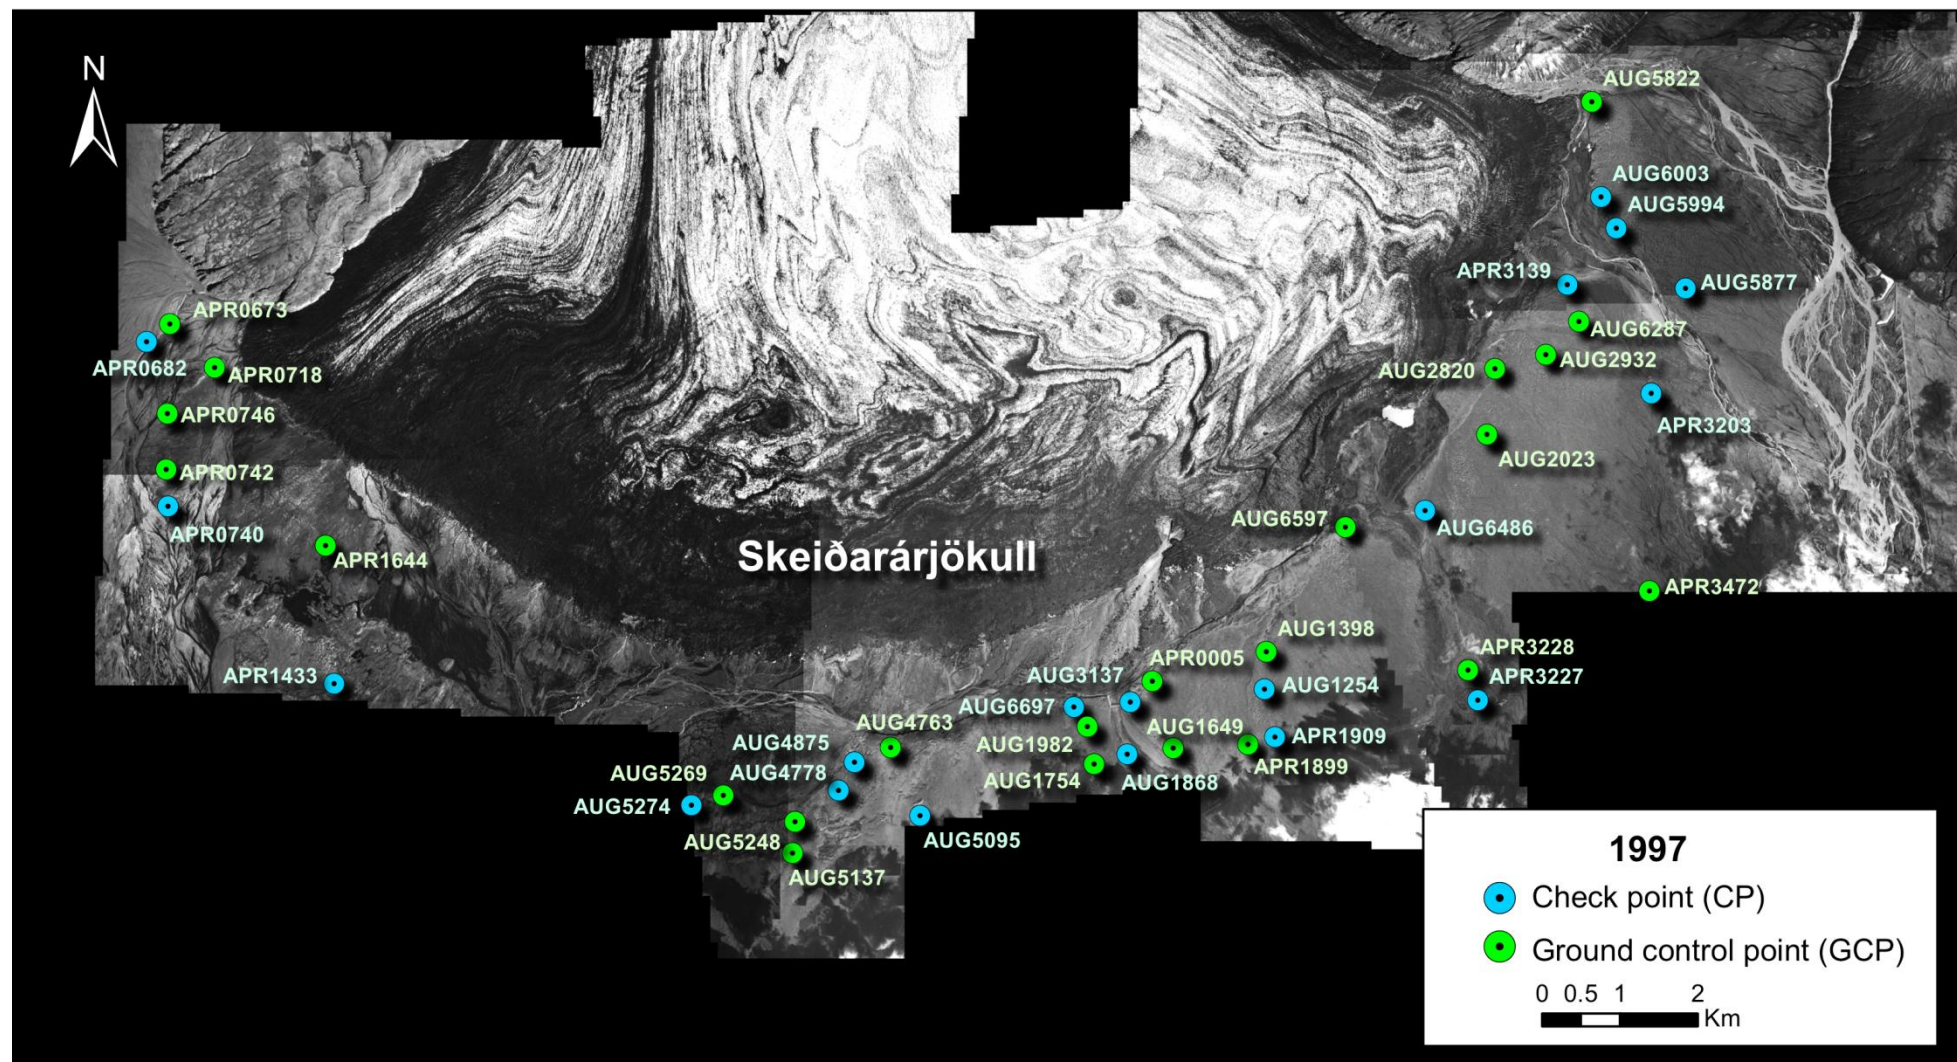 N
AUG5822
AUG6003
AUG5994
APR3139
AUG5877
APR0673
AUG6287
APR0682
APR0718
AUG2932
AUG2820
APR0746
APR3203
AUG2023
APR0742
APR0740
AUG6597
AUG6486
APR1644
Skeiðarárjökull
APR3472
AUG1398
APR3228
APR0005
APR1433
AUG3137
APR3227
AUG1254
AUG6697
AUG4763
AUG1649
APR1909
AUG4875
AUG1982
APR1899
AUG5269
AUG4778
AUG1754
AUG1868
AUG5274
AUG5248
AUG5095
AUG5137
1997
Check point (CP)
Ground control point (GCP)
0 0.5 1 2
Km